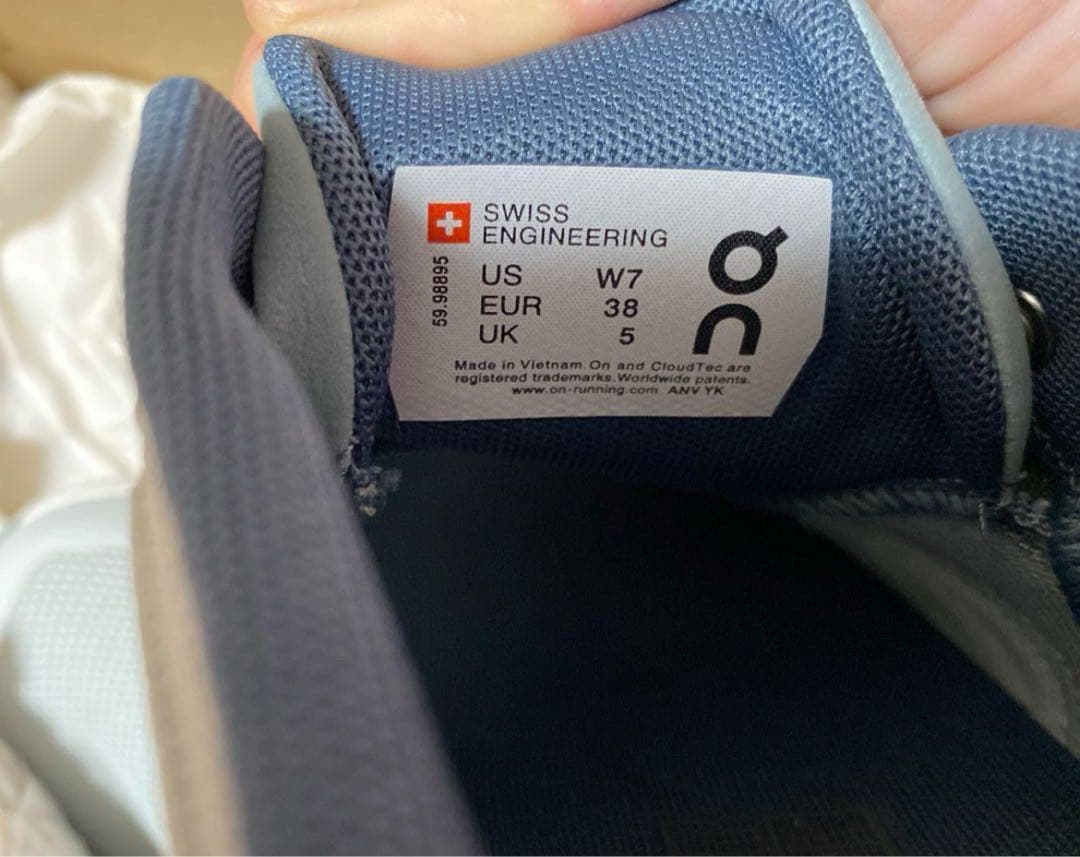 SWISS
ENGINEERING
59.98895
US W7
EUR 38
UK 5
On
Made in Vietnam. On and CloudTec are
registered trademarks. Worldwide patents.
www.on-running.com ANV YK